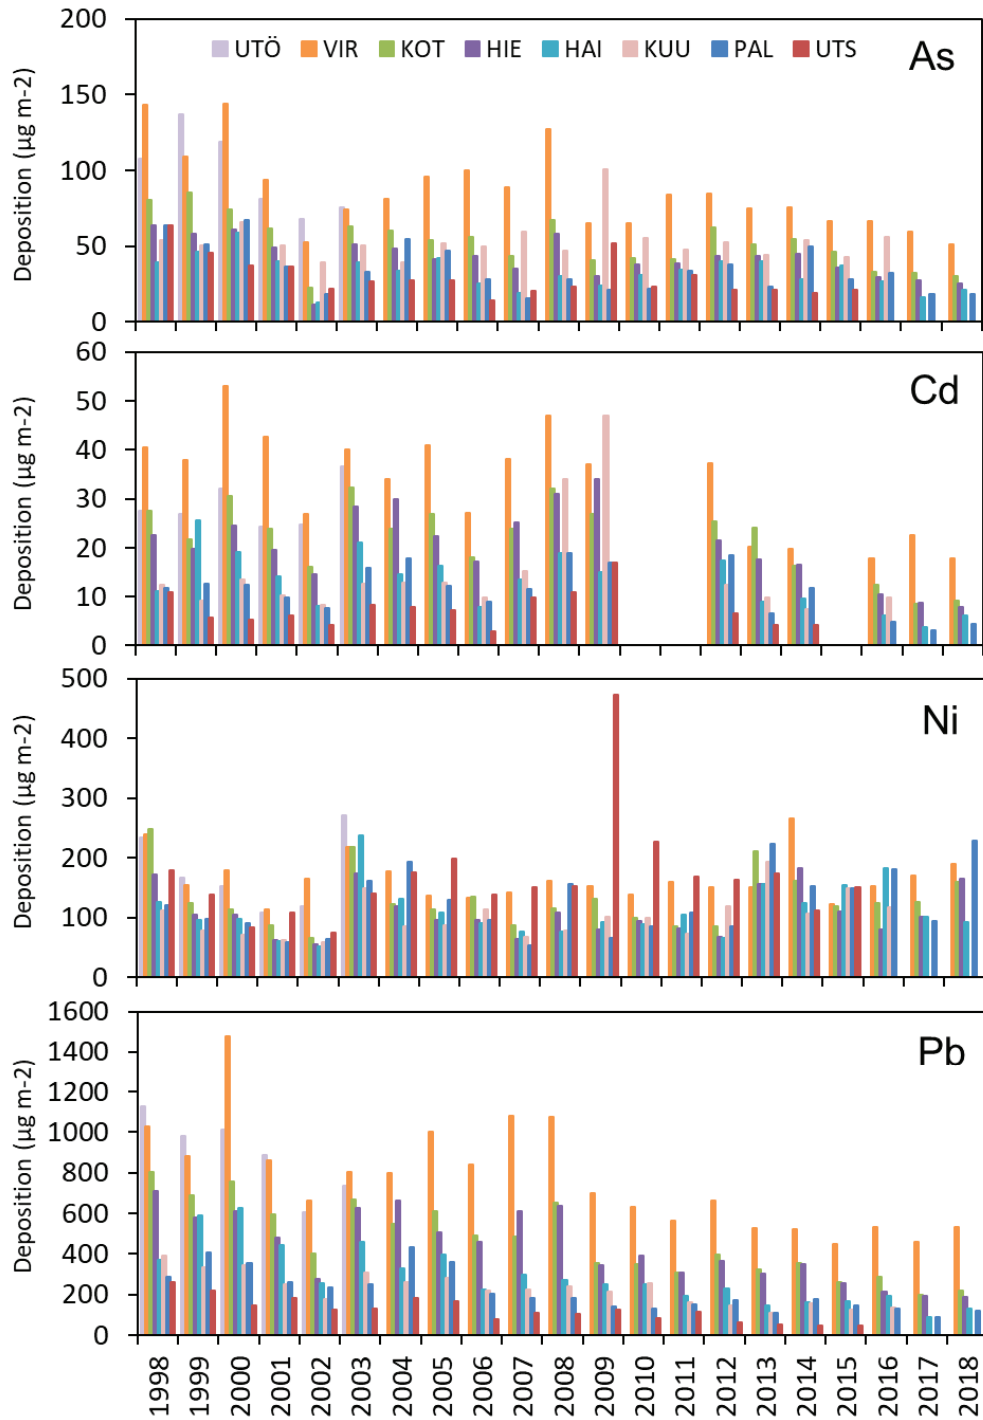 200
150
100
50
0
Deposition (µg m-2)
UTÖ VIR KOT HIE HAI KUU PAL UTS
As
60
50
40
30
20
10
0
Deposition (µg m-2)
Cd
500
400
300
200
100
0
Deposition (µg m-2)
Ni
1600
1400
1200
1000
800
600
400
200
0
Deposition (µg m-2)
Pb
1998 1999 2000 2001 2002 2003 2004 2005 2006 2007 2008 2009 2010 2011 2012 2013 2014 2015 2016 2017 2018